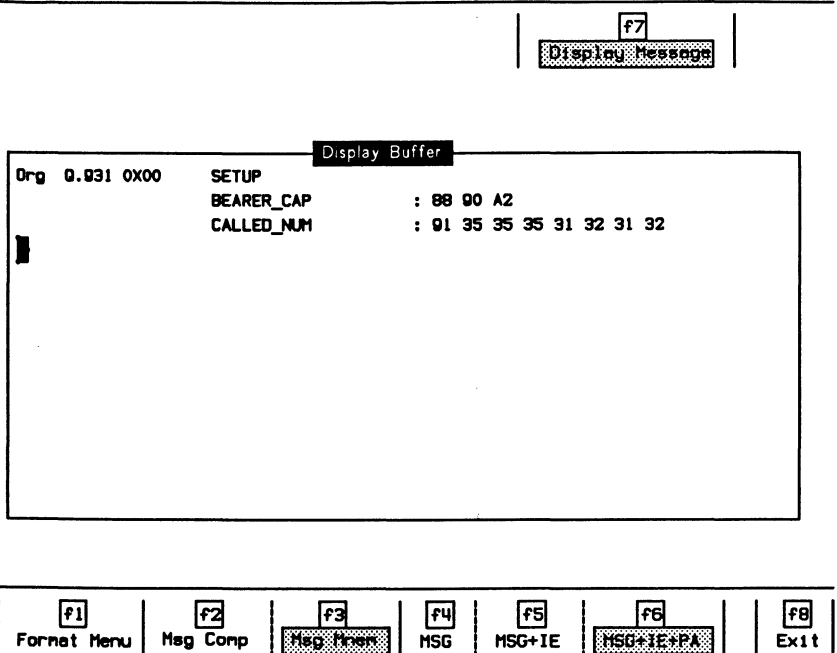 f7
Display Message
Display Buffer
Org Q.931 0X00 SETUP
BEARER_CAP : 88 90 A2
CALLED_NUM : 91 35 35 35 31 32 31 32
f1 f2 f3 f4 f5 f6 f8
Format Menu Msg Comp Msg Mnem MSG MSG+IE MSG+IE+PA Exit